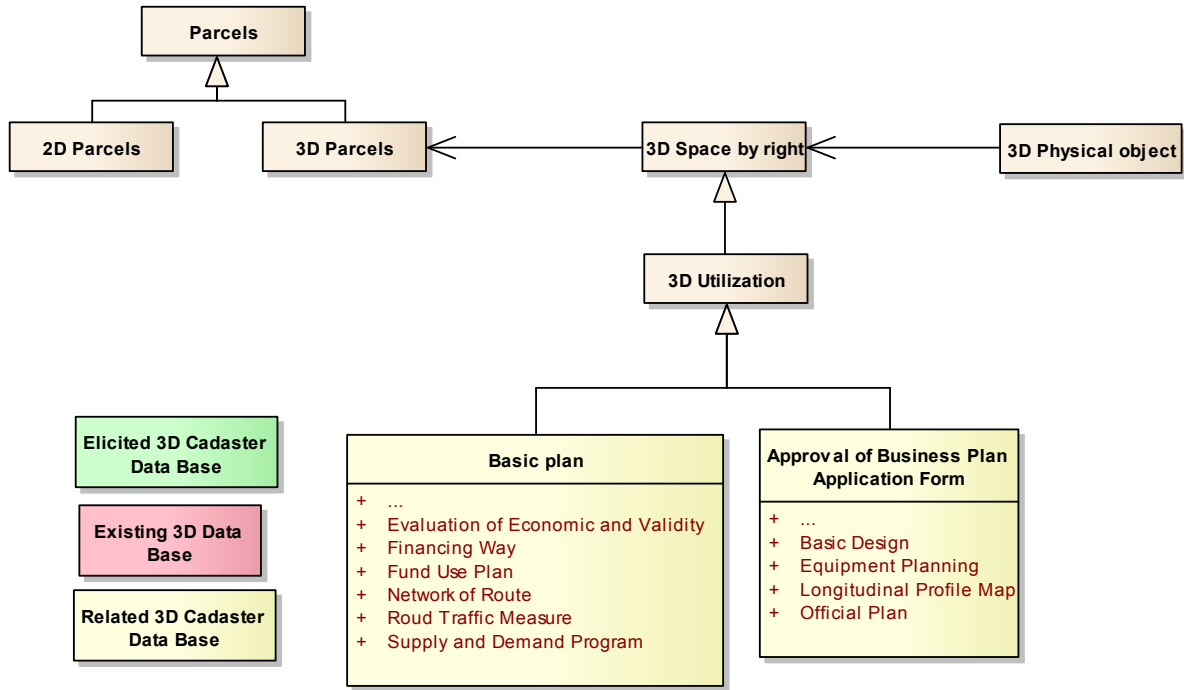 Parcels
2D Parcels
3D Parcels
3D Space by right
3D Physical object
3D Utilization
Elicited 3D Cadaster
Data Base
Existing 3D Data
Base
Related 3D Cadaster
Data Base
Basic plan
+ ...
+ Evaluation of Economic and Validity
+ Financing Way
+ Fund Use Plan
+ Network of Route
+ Roud Traffic Measure
+ Supply and Demand Program
Approval of Business Plan
Application Form
+ ...
+ Basic Design
+ Equipment Planning
+ Longitudinal Profile Map
+ Official Plan